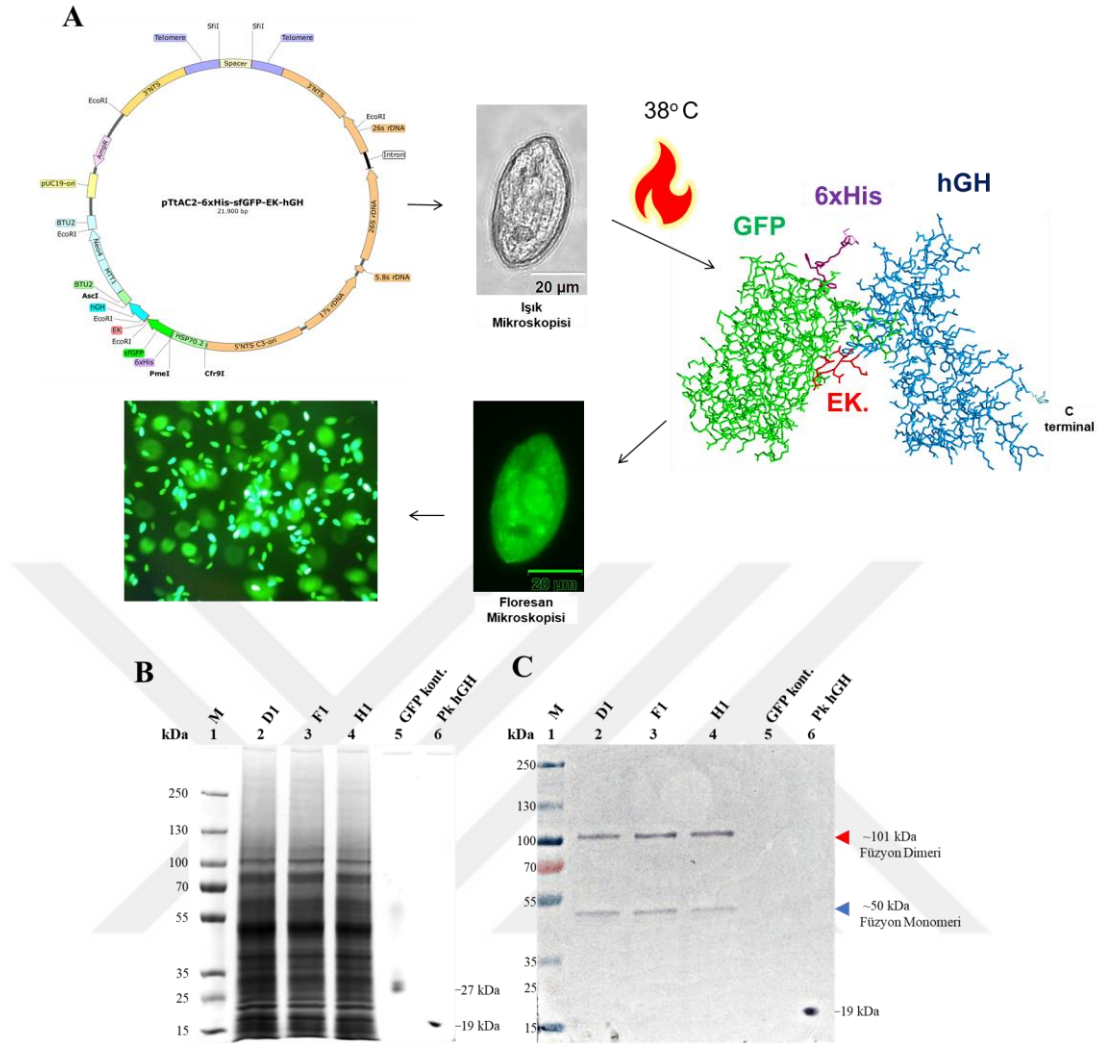 A
SfiI
SfiI
Telomere
Spacer
Telomere
3'NTS
3'NTS
EcoRI
EcoRI
26s rDNA
Intron
AmpR
pUC19-ori
pTtAC2-6xHis-sfGFP-EK-hGH
21.900 bp
26S rDNA
BTU2
EcoRI
Neo4
MTT1
5.8s rDNA
BTU2
AscI
hGH
17s rDNA
EcoRI
EK
EcoRI
sfGFP
HSP70.2
5'NTS C3-ori
6xHis
PmeI
Cfr9I
20 µm
Işık
Mikroskopisi
38° C
GFP
6xHis
hGH
EK.
C
terminal
20 µm
Floresan
Mikroskopisi
B
M
D1
F1
H1
GFP kont.
Pk hGH
kDa
1
2
3
4
5
6
250
130
100
70
55
35
25
15
–27 kDa
–19 kDa
C
M
D1
F1
H1
GFP kont.
Pk hGH
kDa
1
2
3
4
5
6
250
130
100
70
55
35
25
15
~101 kDa
Füzyon Dimeri
~50 kDa
Füzyon Monomeri
–19 kDa